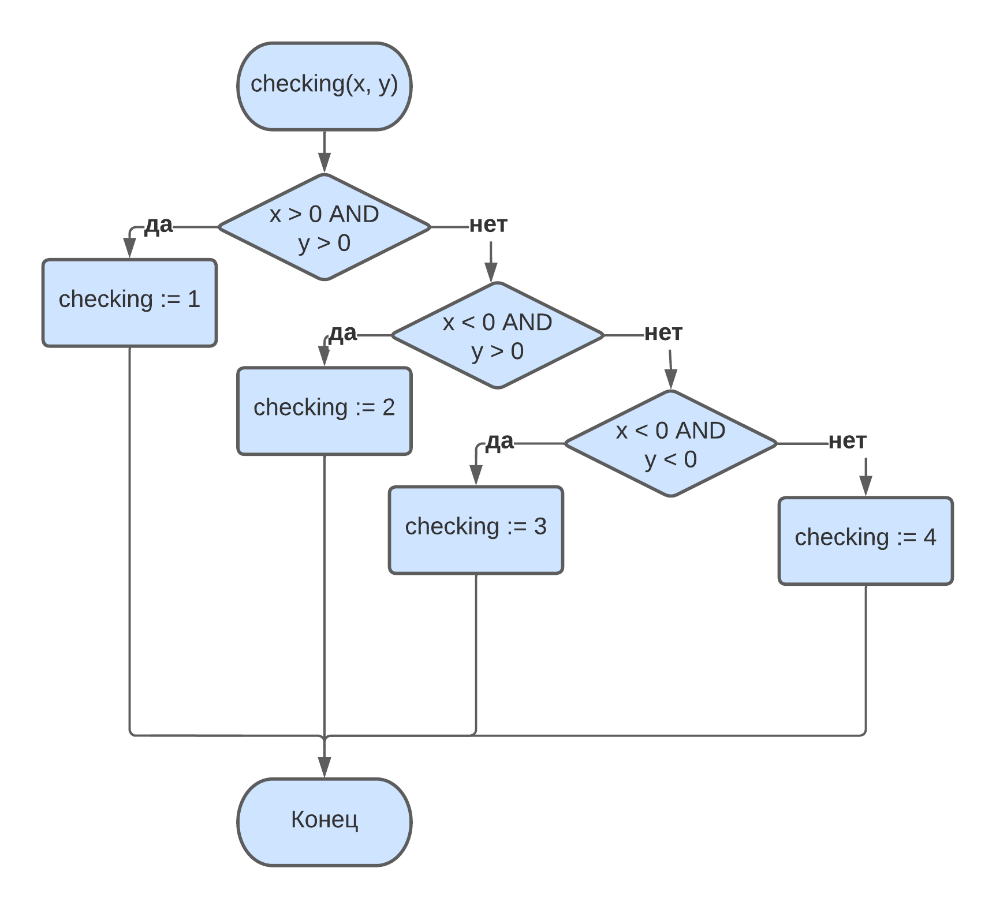 checking(x, y)
x > 0 AND
y > 0
да
нет
checking := 1
x < 0 AND
y > 0
да
нет
checking := 2
x < 0 AND
y < 0
да
нет
checking := 3
checking := 4
Конец